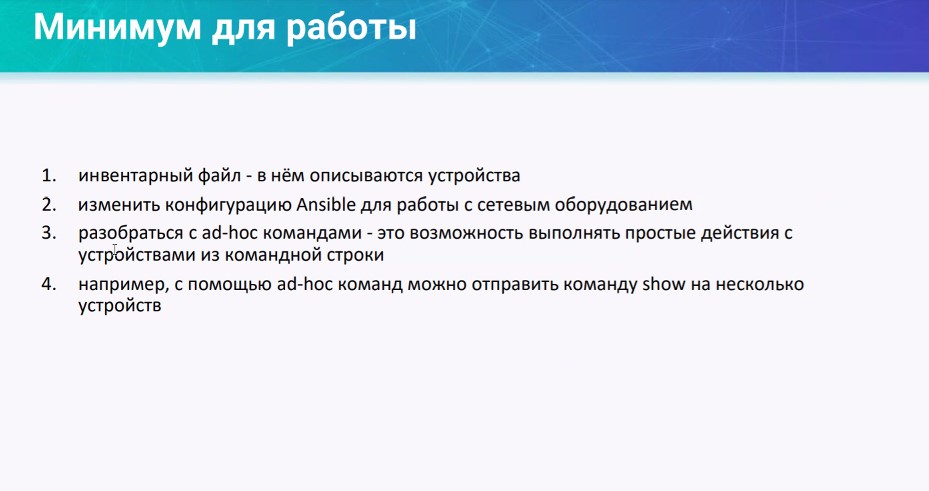 Минимум для работы
1. инвентарный файл - в нём описываются устройства
2. изменить конфигурацию Ansible для работы с сетевым оборудованием
3. разобраться с ad-hoc командами - это возможность выполнять простые действия с
устройствами из командной строки
4. например, с помощью ad-hoc команд можно отправить команду show на несколько
устройств